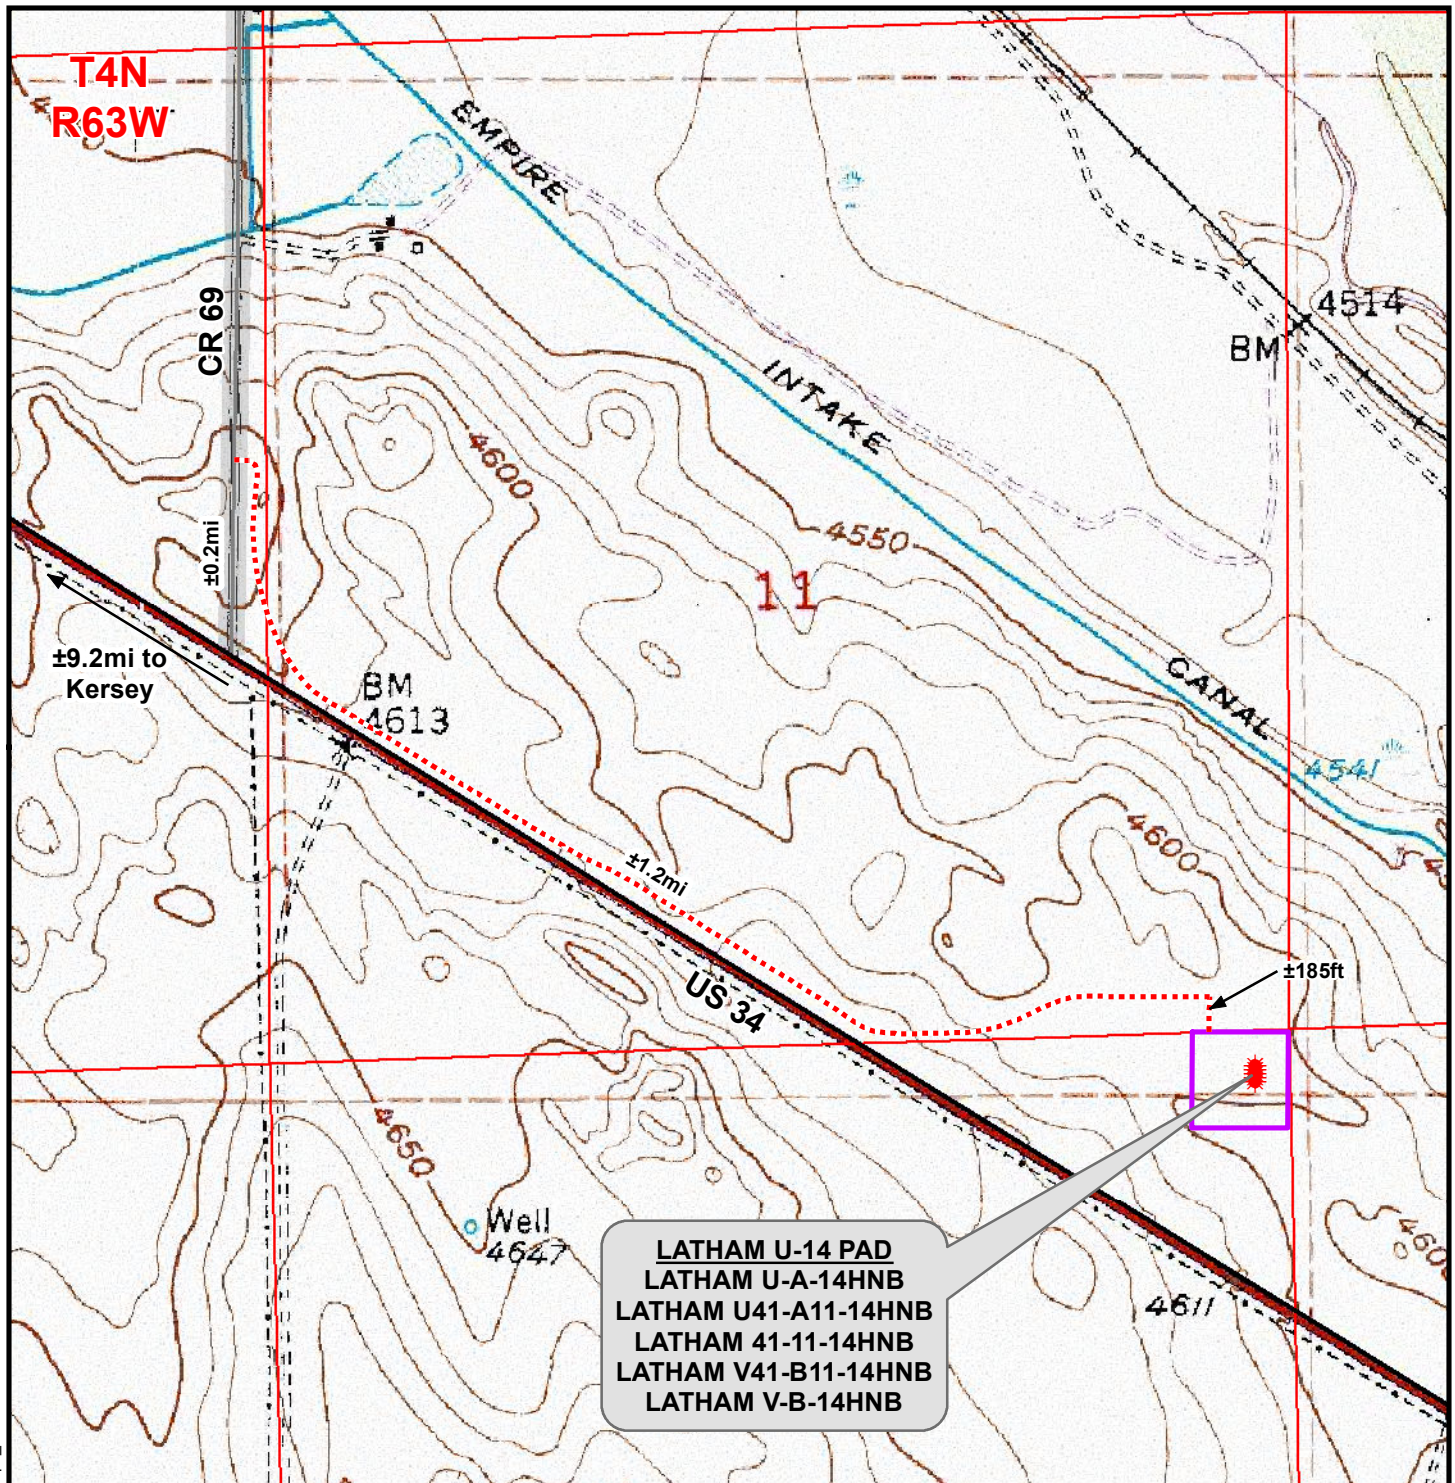 T4N
R63W
EMPIRE
INTAKE
CANAL
4514
BM
CR 69
4600
4550
11
±0.2mi
±9.2mi to
Kersey
BM
4613
4541
4600
±1.2mi
±185ft
US 34
4650
Well
4647
LATHAM U-14 PAD
LATHAM U-A-14HNB
LATHAM U41-A11-14HNB
LATHAM 41-11-14HNB
LATHAM V41-B11-14HNB
LATHAM V-B-14HNB
4611